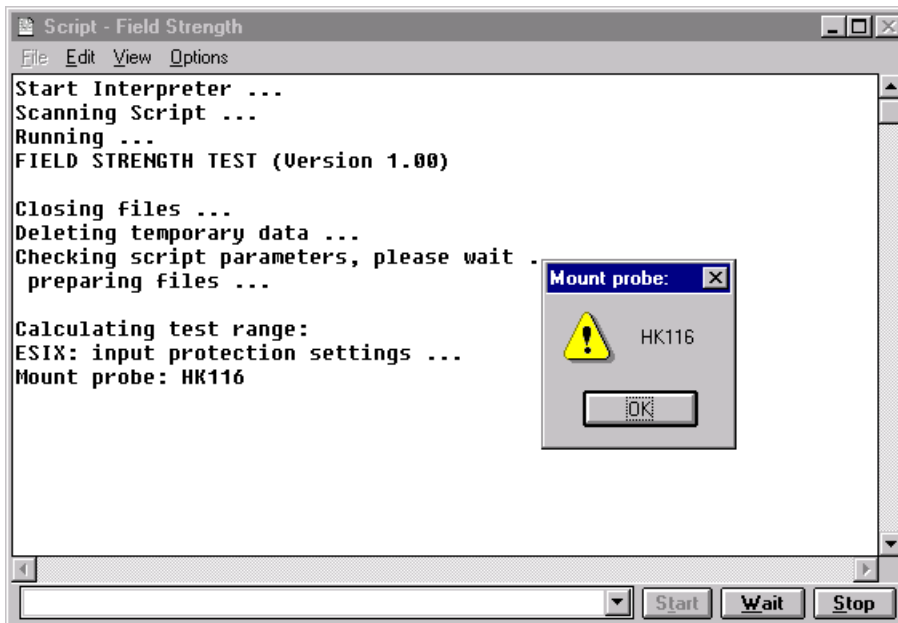 Script - Field Strength
File Edit View Options
Start Interpreter ...
Scanning Script ...
Running ...
FIELD STRENGTH TEST (Version 1.00)
Closing files ...
Deleting temporary data ...
Checking script parameters, please wait .
preparing files ...
Calculating test range:
ESIX: input protection settings ...
Mount probe: HK116
Mount probe:
HK116
OK
Start Wait Stop